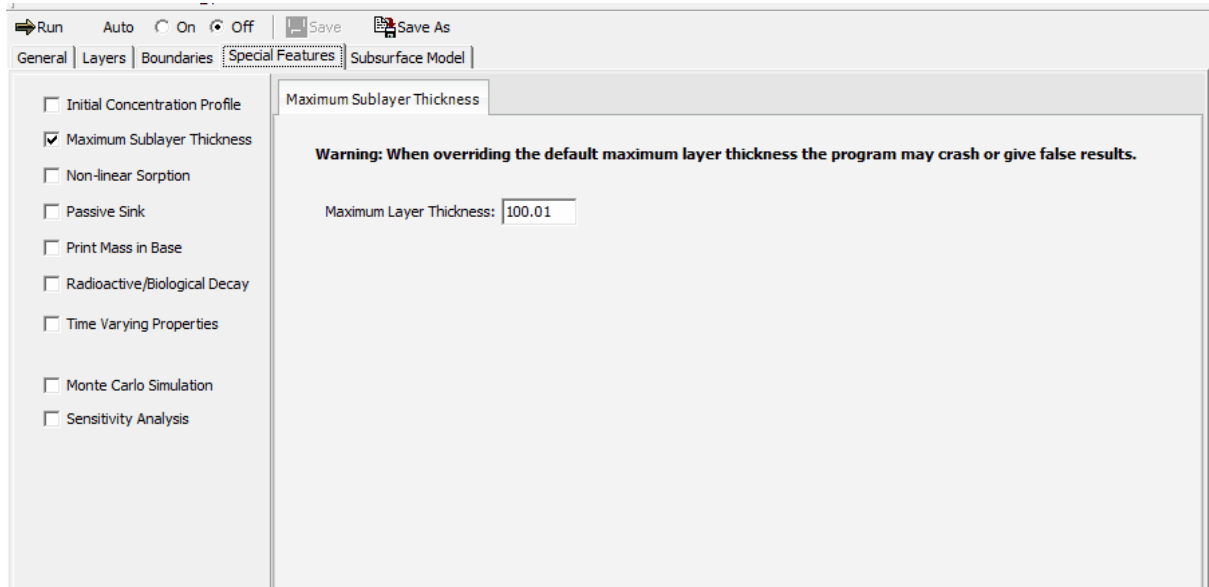 Run Auto On Off Save Save As
General Layers Boundaries Special Features Subsurface Model
Initial Concentration Profile
Maximum Sublayer Thickness
Non-linear Sorption
Passive Sink
Print Mass in Base
Radioactive/Biological Decay
Time Varying Properties
Monte Carlo Simulation
Sensitivity Analysis
Maximum Sublayer Thickness
Warning: When overriding the default maximum layer thickness the program may crash or give false results.
Maximum Layer Thickness: 100.01